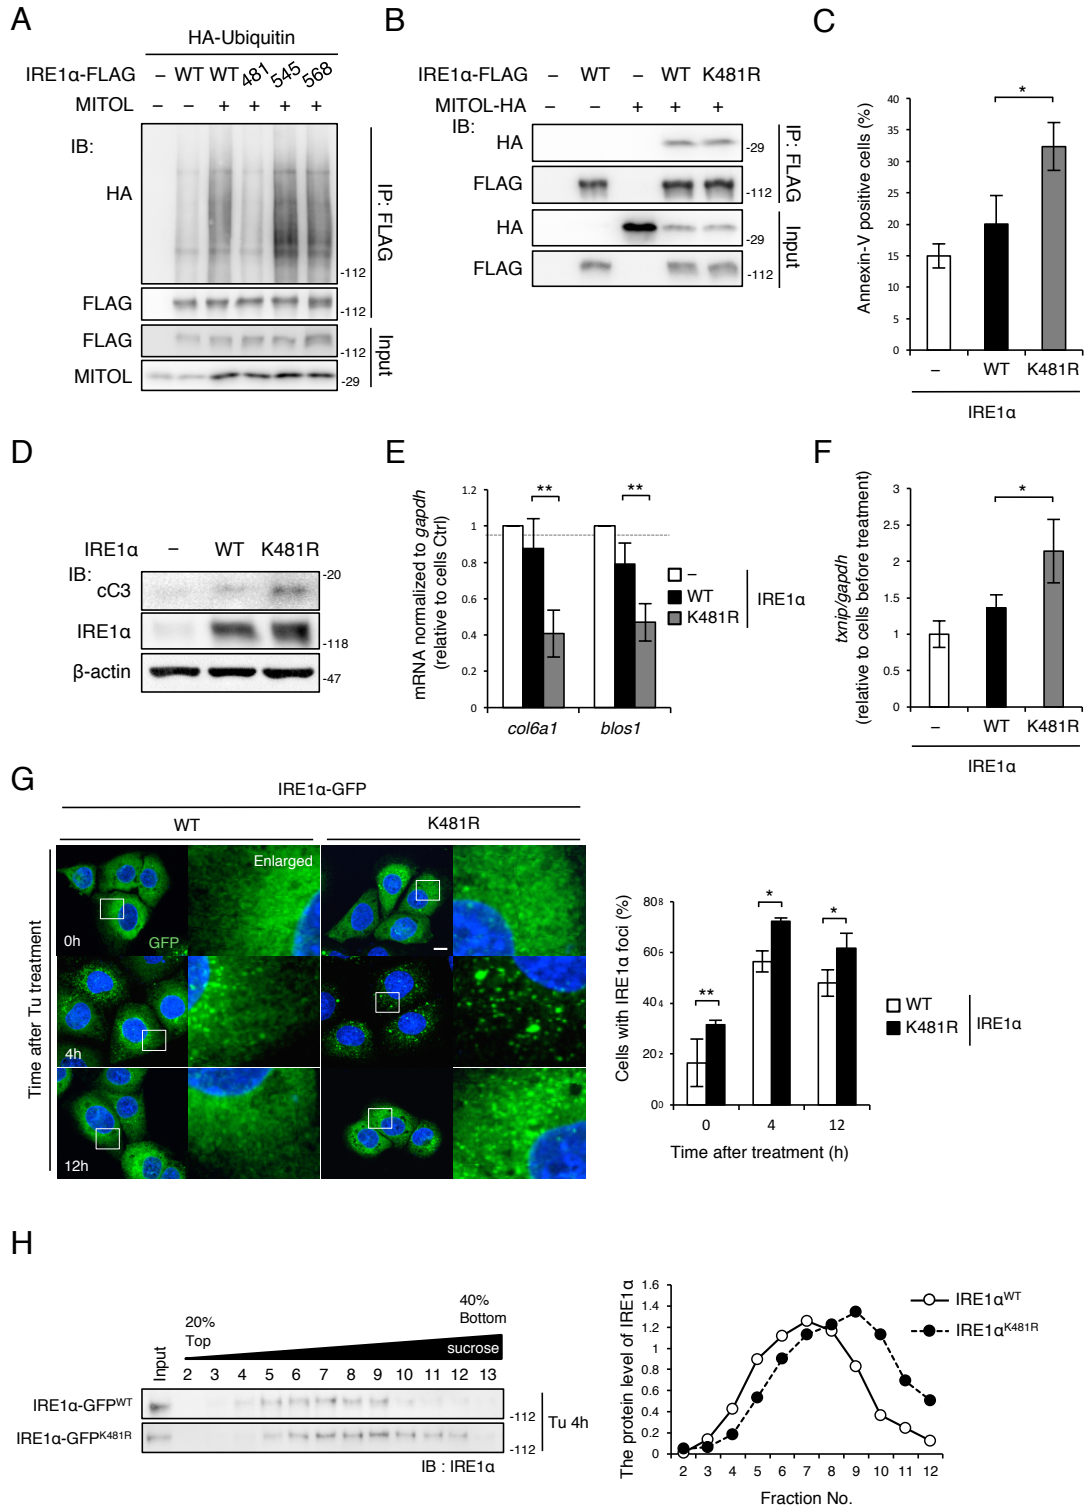 A
HA-Ubiquitin
IRE1α-FLAG – WT WT 481 545 568
MITOL – – + + + +
IB:
HA
-112
FLAG
-112
IP: FLAG
FLAG
-112
MITOL
-29
Input
B
IRE1α-FLAG – WT – WT K481R
MITOL-HA – – + + +
IB:
HA
-29
FLAG
-112
IP: FLAG
HA
-29
FLAG
-112
Input
C
Annexin-V positive cells (%)
40
35
30
25
20
15
10
5
0
*
– WT K481R
IRE1α
D
IRE1α – WT K481R
IB:
cC3
-20
IRE1α
-118
β-actin
-47
E
mRNA normalized to gapdh
(relative to cells Ctrl)
1.2
1
0.8
0.6
0.4
0.2
0
** **
col6a1 blos1
–
WT
K481R
IRE1α
F
txnip/gapdh
(relative to cells before treatment)
3
2.5
2
1.5
1
0.5
0
*
– WT K481R
IRE1α
G
IRE1α-GFP
WT K481R
Time after Tu treatment
Enlarged
GFP
0h
4h
12h
Cells with IRE1α foci (%)
808
606
404
202
00
** * *
0 4 12
Time after treatment (h)
WT
K481R
IRE1α
H
20%
Top
40%
Bottom
sucrose
Input 2 3 4 5 6 7 8 9 10 11 12 13
IRE1α-GFPWT
-112
IRE1α-GFPK481R
-112
Tu 4h
IB : IRE1α
The protein level of IRE1α
1.6
1.4
1.2
1
0.8
0.6
0.4
0.2
0
2 3 4 5 6 7 8 9 10 11 12
Fraction No.
IRE1αWT
IRE1αK481R